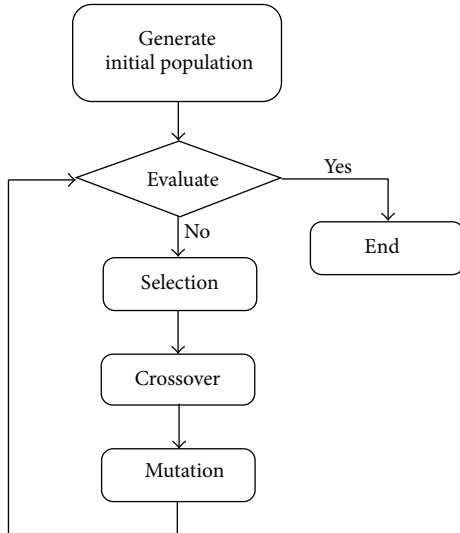 Generate
initial population
Evaluate
Yes
No
End
Selection
Crossover
Mutation